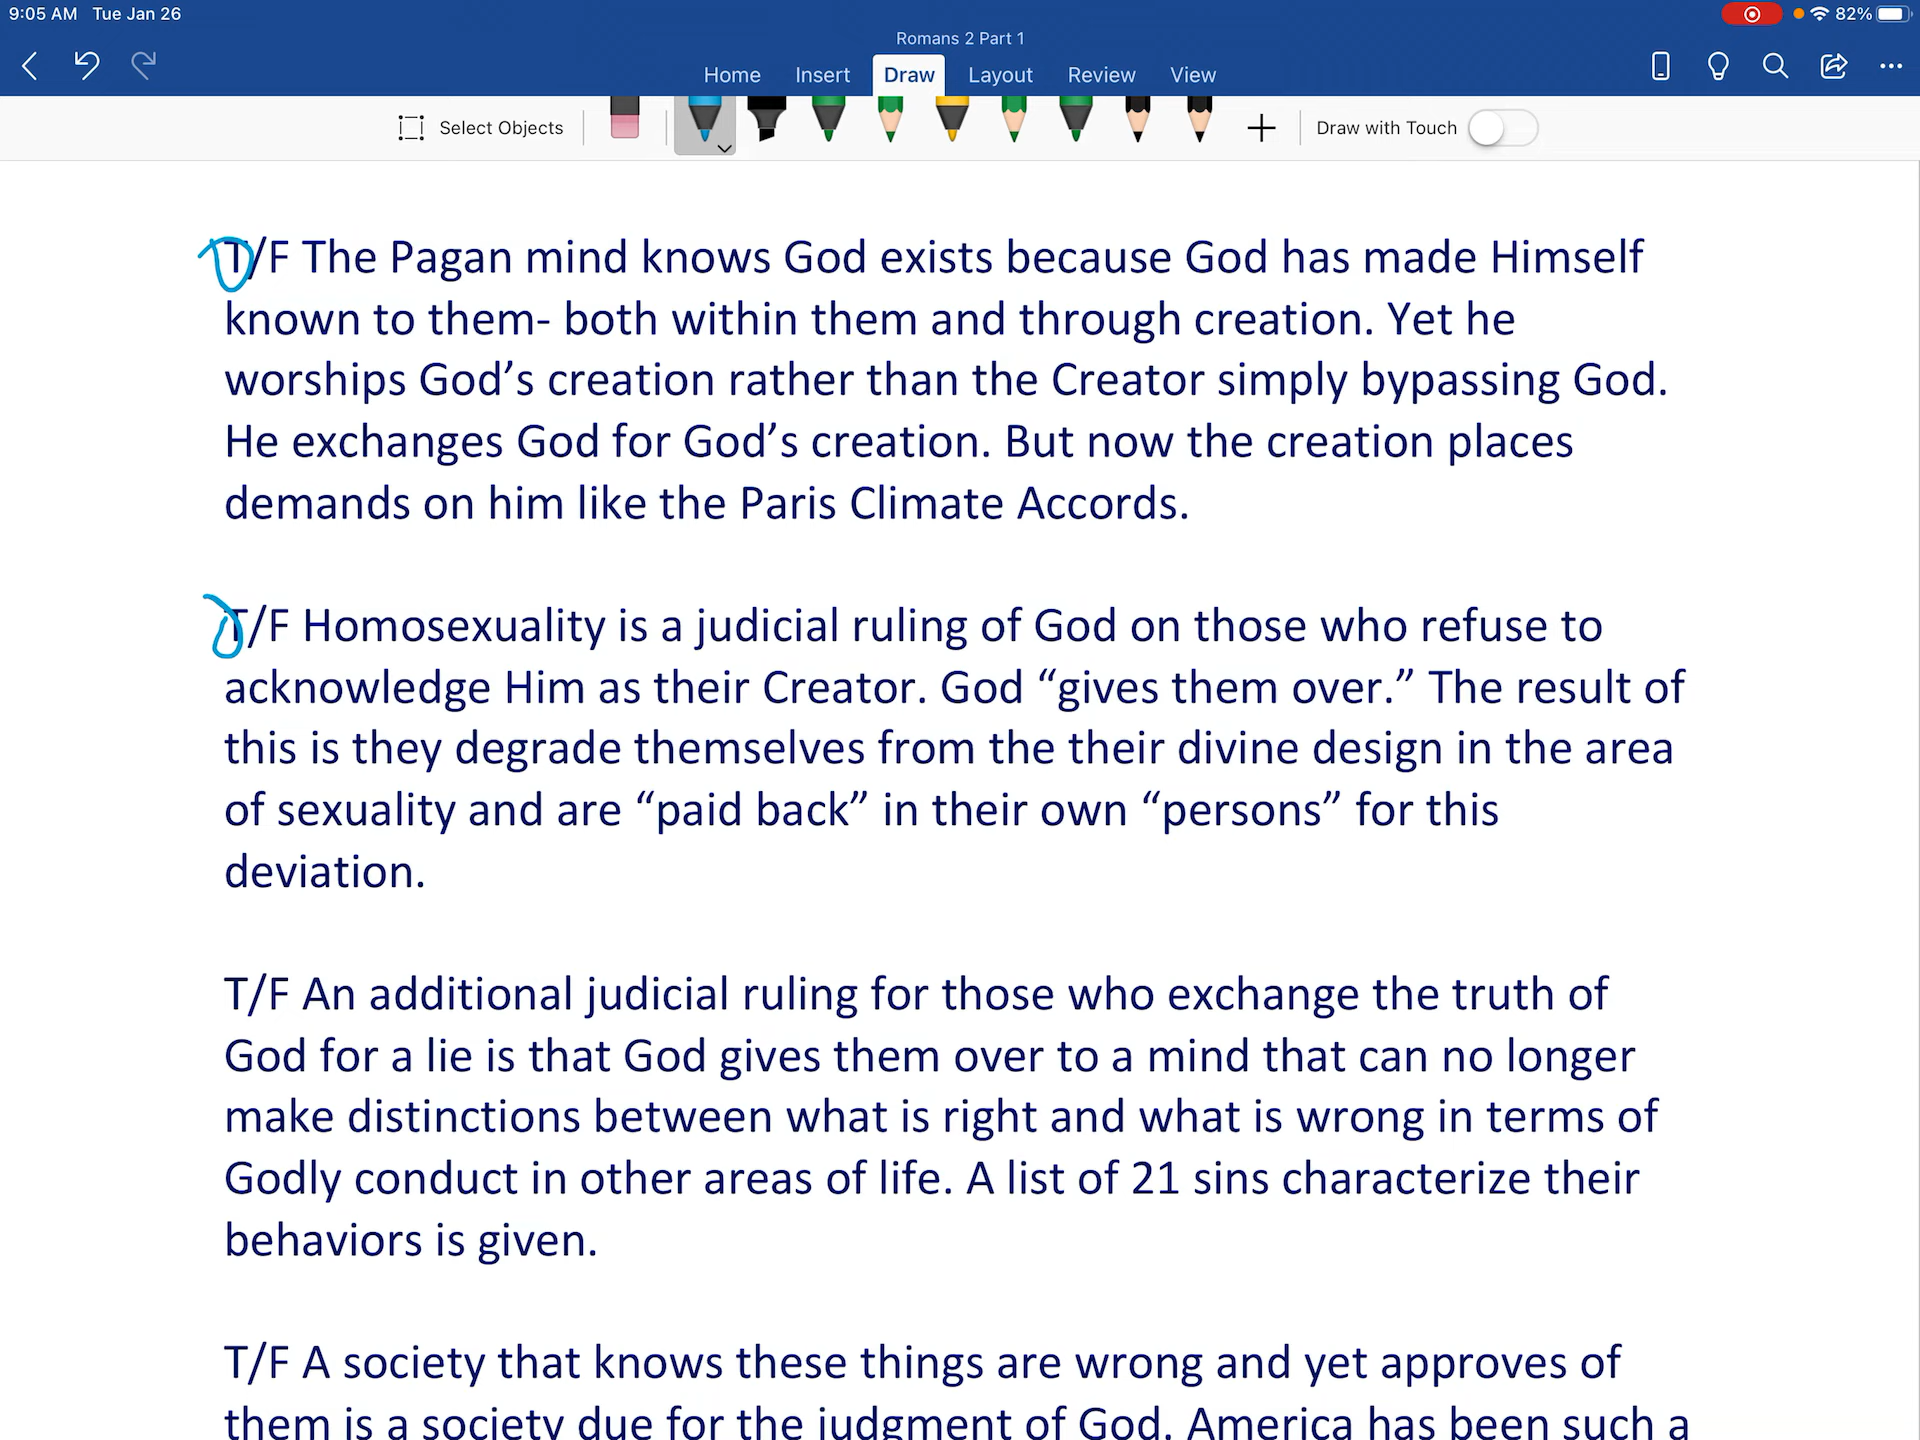 9:05 AM Tue Jan 26
82%
Romans 2 Part 1
Home Insert Draw Layout Review View
Select Objects
Draw with Touch
T/F The Pagan mind knows God exists because God has made Himself
known to them- both within them and through creation. Yet he
worships God’s creation rather than the Creator simply bypassing God.
He exchanges God for God’s creation. But now the creation places
demands on him like the Paris Climate Accords.
T/F Homosexuality is a judicial ruling of God on those who refuse to
acknowledge Him as their Creator. God “gives them over.” The result of
this is they degrade themselves from the their divine design in the area
of sexuality and are “paid back” in their own “persons” for this
deviation.
T/F An additional judicial ruling for those who exchange the truth of
God for a lie is that God gives them over to a mind that can no longer
make distinctions between what is right and what is wrong in terms of
Godly conduct in other areas of life. A list of 21 sins characterize their
behaviors is given.
T/F A society that knows these things are wrong and yet approves of
them is a society due for the judgment of God. America has been such a